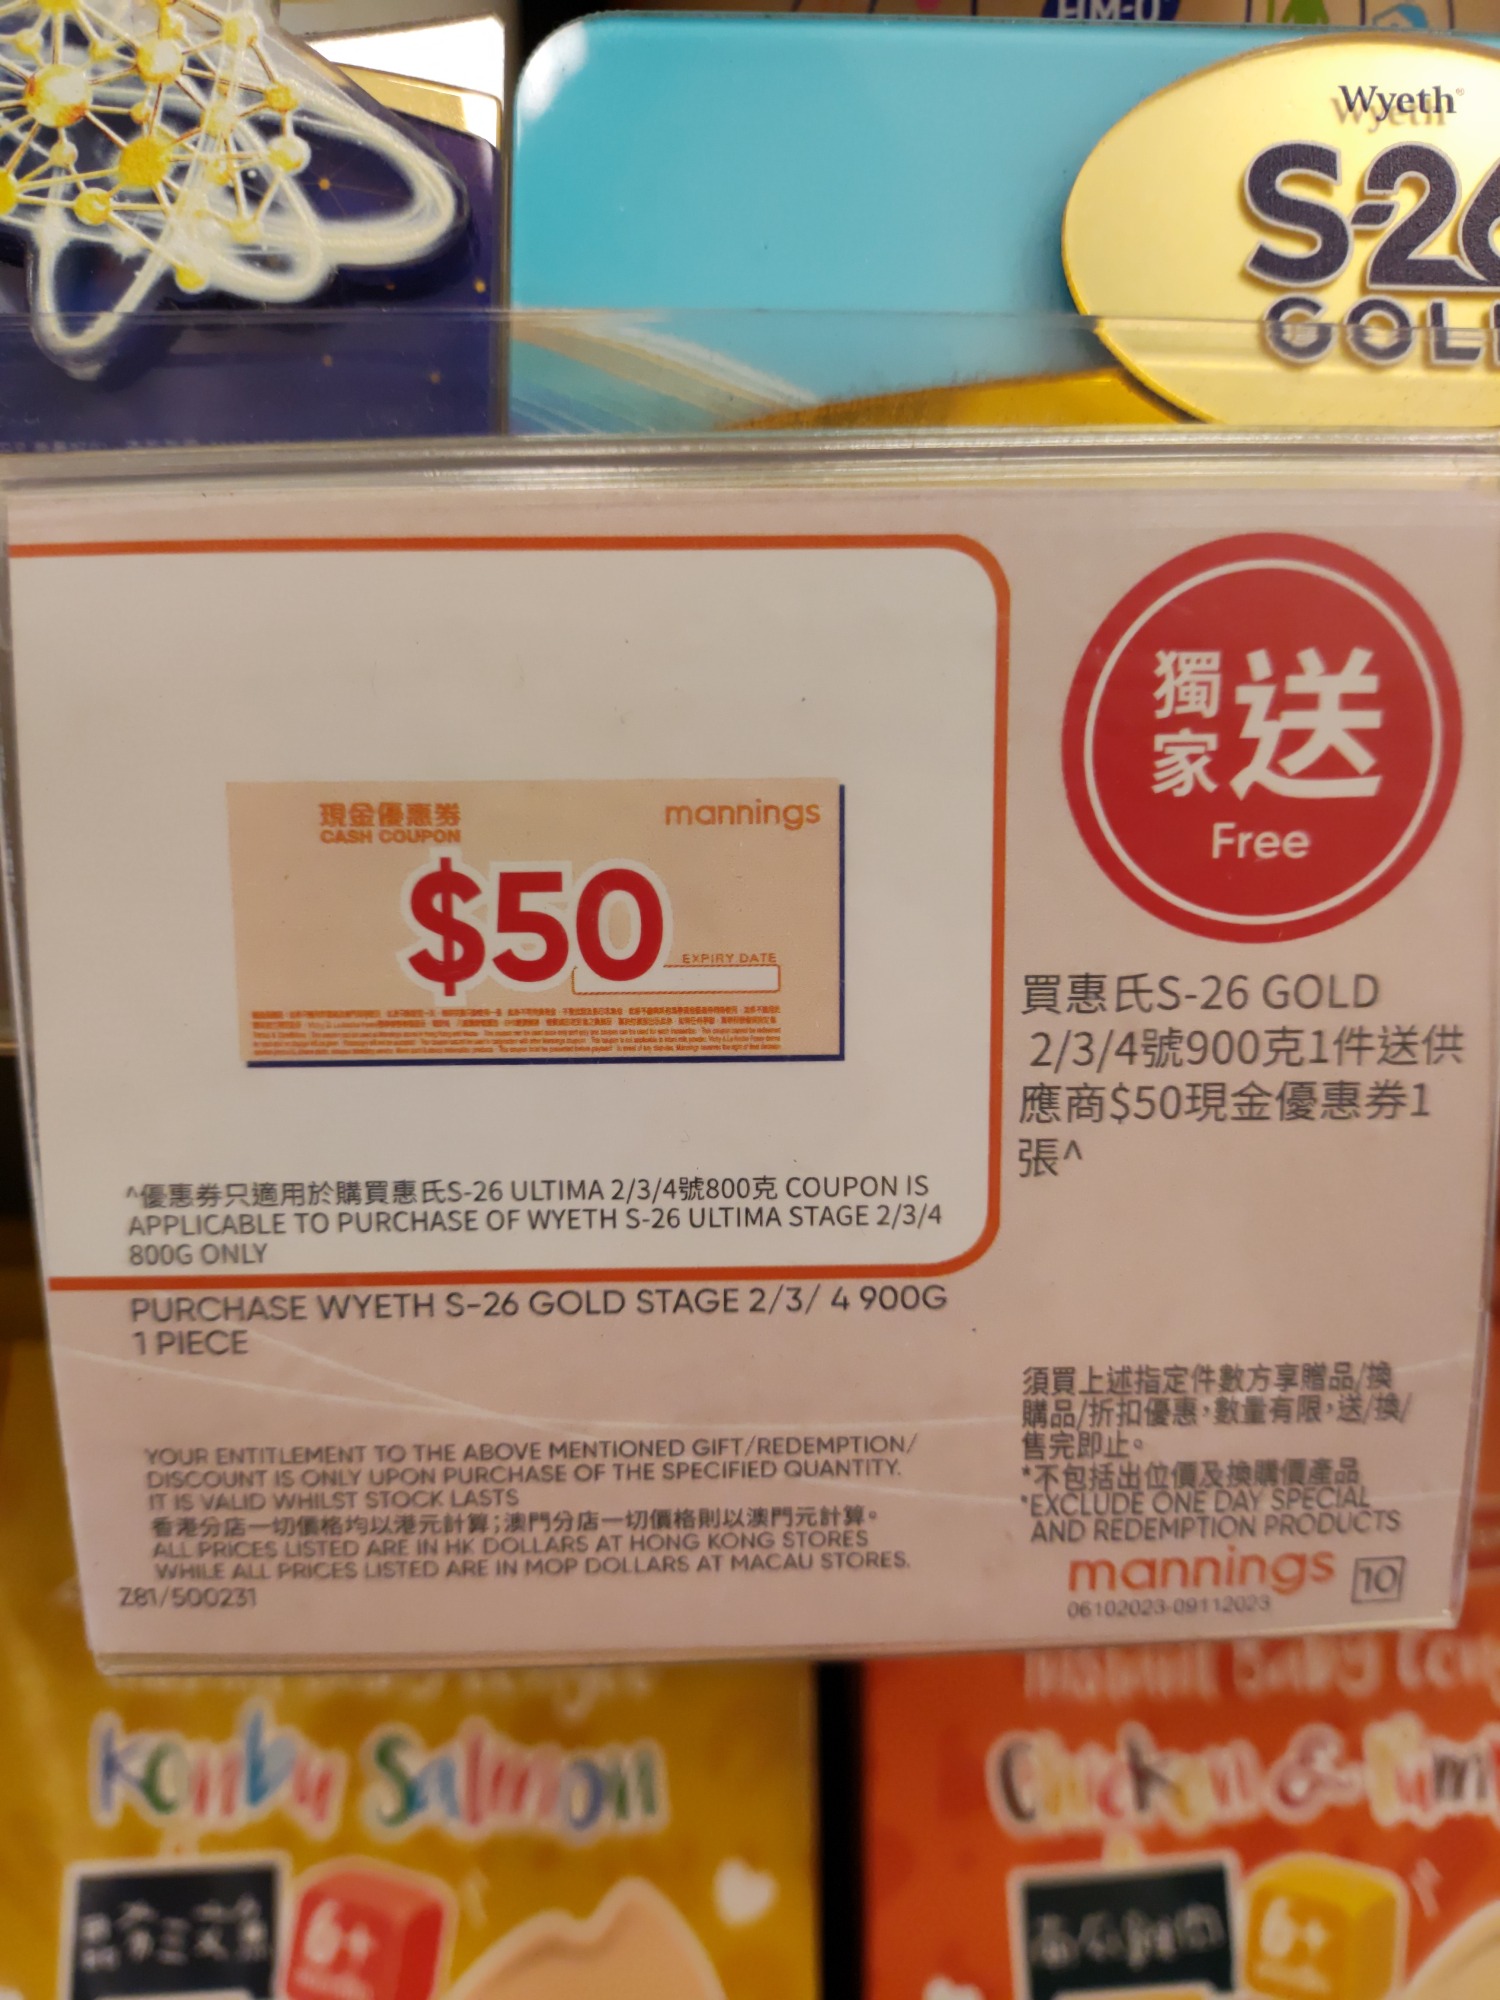 HM-O
Wyeth®
S-26
GOL
現金優惠券
CASH COUPON
mannings
$50
EXPIRY DATE
獨家
送
Free
買惠氏S-26 GOLD
2/3/4號900克1件送供
應商$50現金優惠券1
張^
^優惠券只適用於購買惠氏S-26 ULTIMA 2/3/4號800克 COUPON IS
APPLICABLE TO PURCHASE OF WYETH S-26 ULTIMA STAGE 2/3/4
800G ONLY
PURCHASE WYETH S-26 GOLD STAGE 2/3/ 4 900G
1 PIECE
YOUR ENTITLEMENT TO THE ABOVE MENTIONED GIFT/REDEMPTION/
DISCOUNT IS ONLY UPON PURCHASE OF THE SPECIFIED QUANTITY.
IT IS VALID WHILST STOCK LASTS
香港分店一切價格均以港元計算;澳門分店一切價格則以澳門元計算。
ALL PRICES LISTED ARE IN HK DOLLARS AT HONG KONG STORES
WHILE ALL PRICES LISTED ARE IN MOP DOLLARS AT MACAU STORES.
Z81/500231
須買上述指定件數方享贈品/換
購品/折扣優惠,數量有限,送/換/
售完即止。
*不包括出位價及換購價產品
*EXCLUDE ONE DAY SPECIAL
AND REDEMPTION PRODUCTS
mannings 10
06102023-09112023
Konbu Salmon
6+
Chicken &
6+